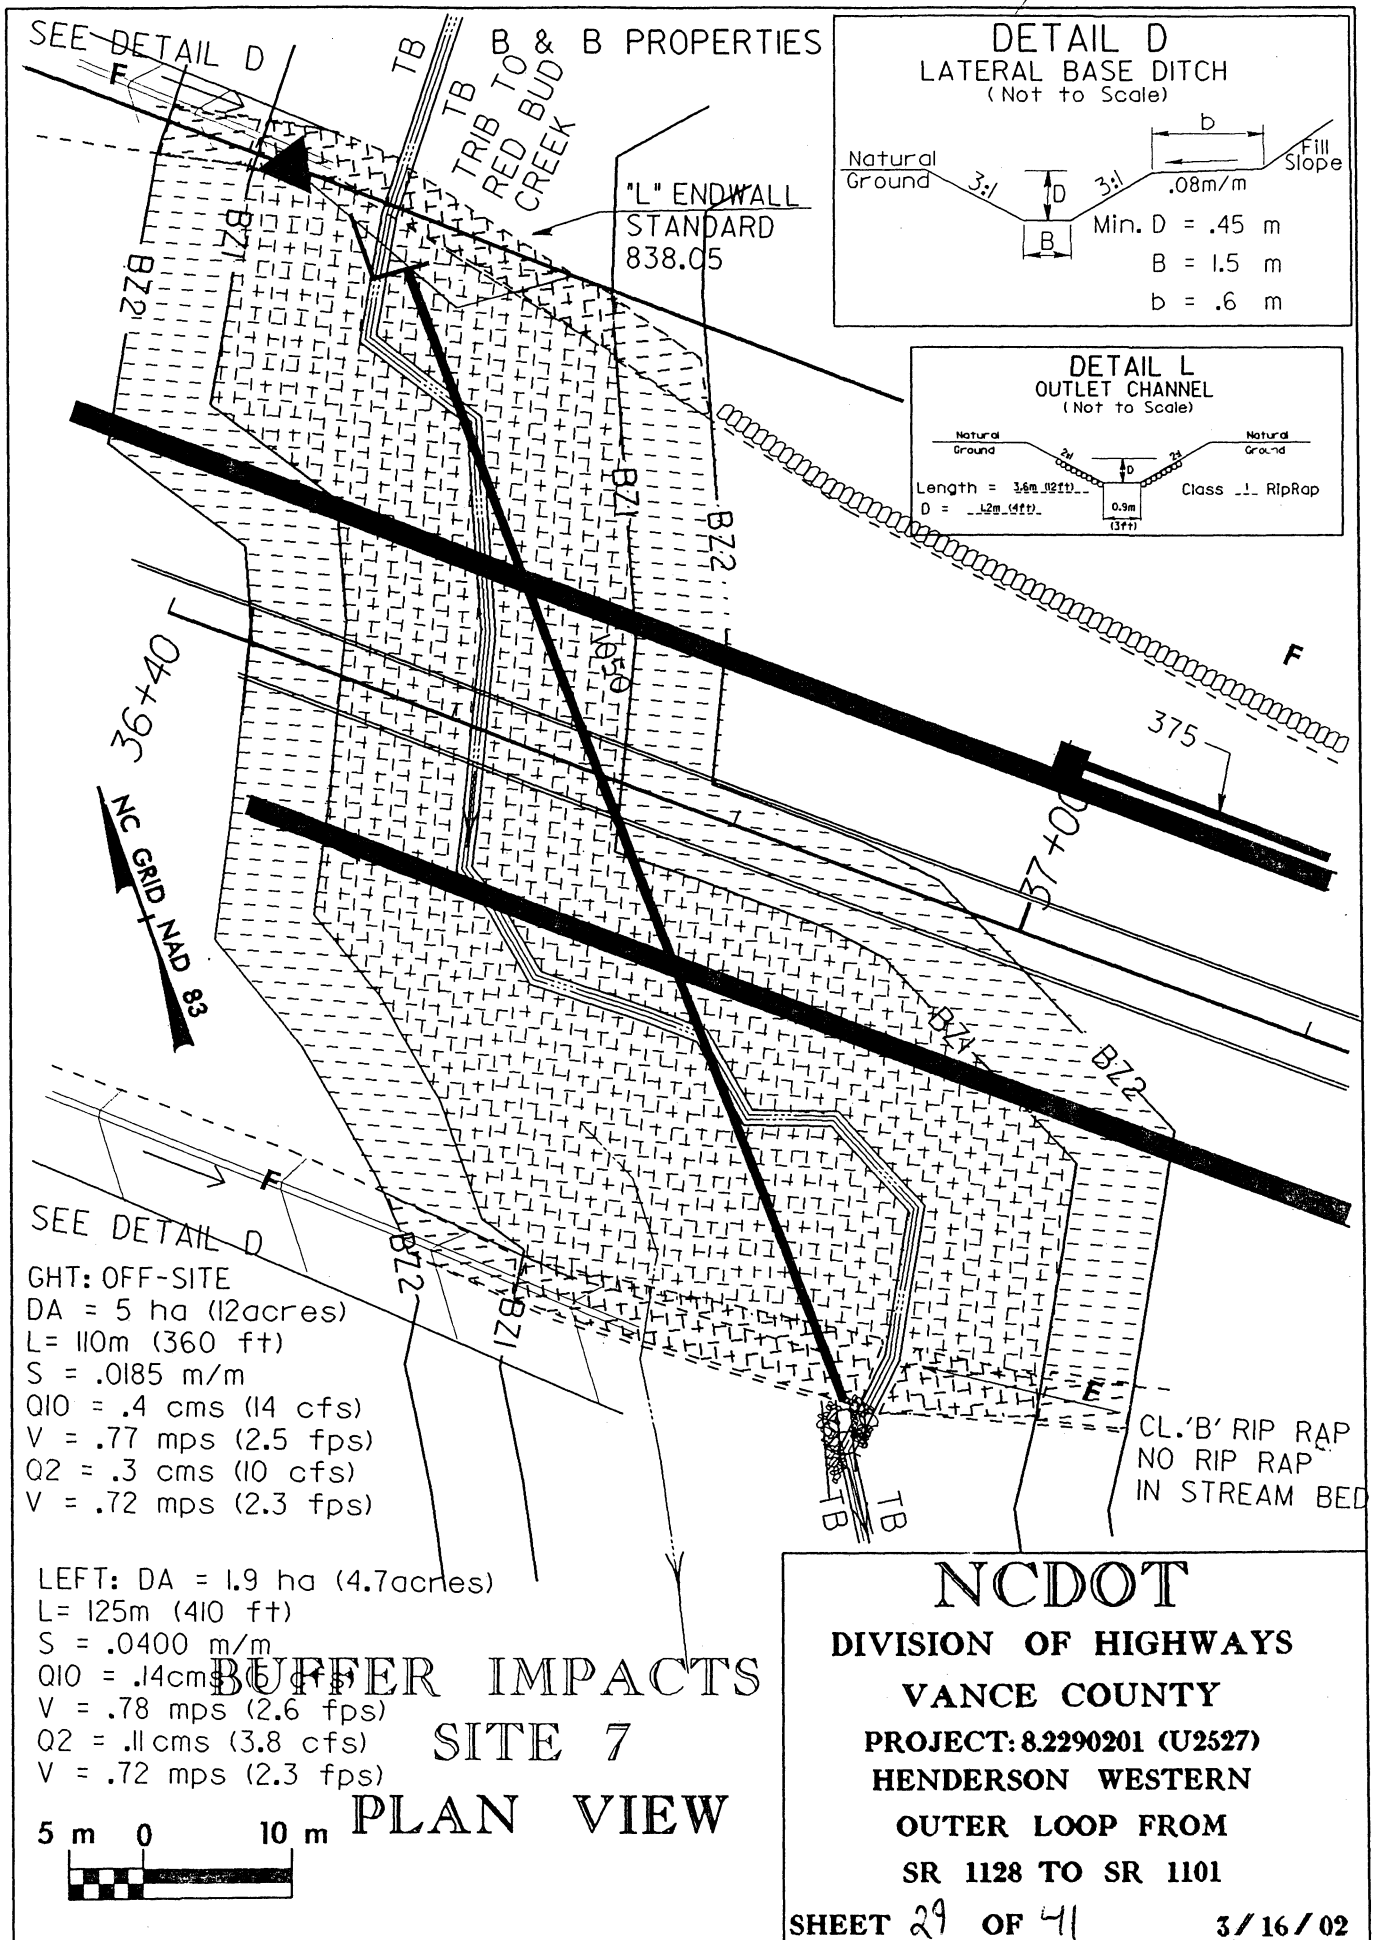 SEE DETAIL D
F
TB
TB
B & B PROPERTIES
TRIB TO
RED BUD
CREEK
"L" ENDWALL
STANDARD
838.05
BZ2
BZ1
DETAIL D
LATERAL BASE DITCH
(Not to Scale)
Natural
Ground
3:1
D
3:1
b
.08m/m
Fill
Slope
B
Min. D = .45 m
B = 1.5 m
b = .6 m
DETAIL L
OUTLET CHANNEL
(Not to Scale)
Natural
Ground
2:1
D
2:1
Natural
Ground
Length = 3.6m (12ft)
D = 1.2m (4ft)
0.9m
(3ft)
Class 1 RipRap
BZ1
BZ2
F
36+40
375
37+00
NC GRID NAD 83
BZ1
BZ2
F
SEE DETAIL D
BZ2
BZ1
GHT: OFF-SITE
DA = 5 ha (12acres)
L= 110m (360 ft)
S = .0185 m/m
Q10 = .4 cms (14 cfs)
V = .77 mps (2.5 fps)
Q2 = .3 cms (10 cfs)
V = .72 mps (2.3 fps)
CL.'B' RIP RAP
NO RIP RAP
IN STREAM BED
TB
TB
LEFT: DA = 1.9 ha (4.7acres)
L= 125m (410 ft)
S = .0400 m/m
Q10 = .14cms (5 cfs)
V = .78 mps (2.6 fps)
Q2 = .11cms (3.8 cfs)
V = .72 mps (2.3 fps)
BUFFER IMPACTS
SITE 7
PLAN VIEW
5 m 0 10 m
NCDOT
DIVISION OF HIGHWAYS
VANCE COUNTY
PROJECT: 8.2290201 (U2527)
HENDERSON WESTERN
OUTER LOOP FROM
SR 1128 TO SR 1101
SHEET 29 OF 41 3/16/02